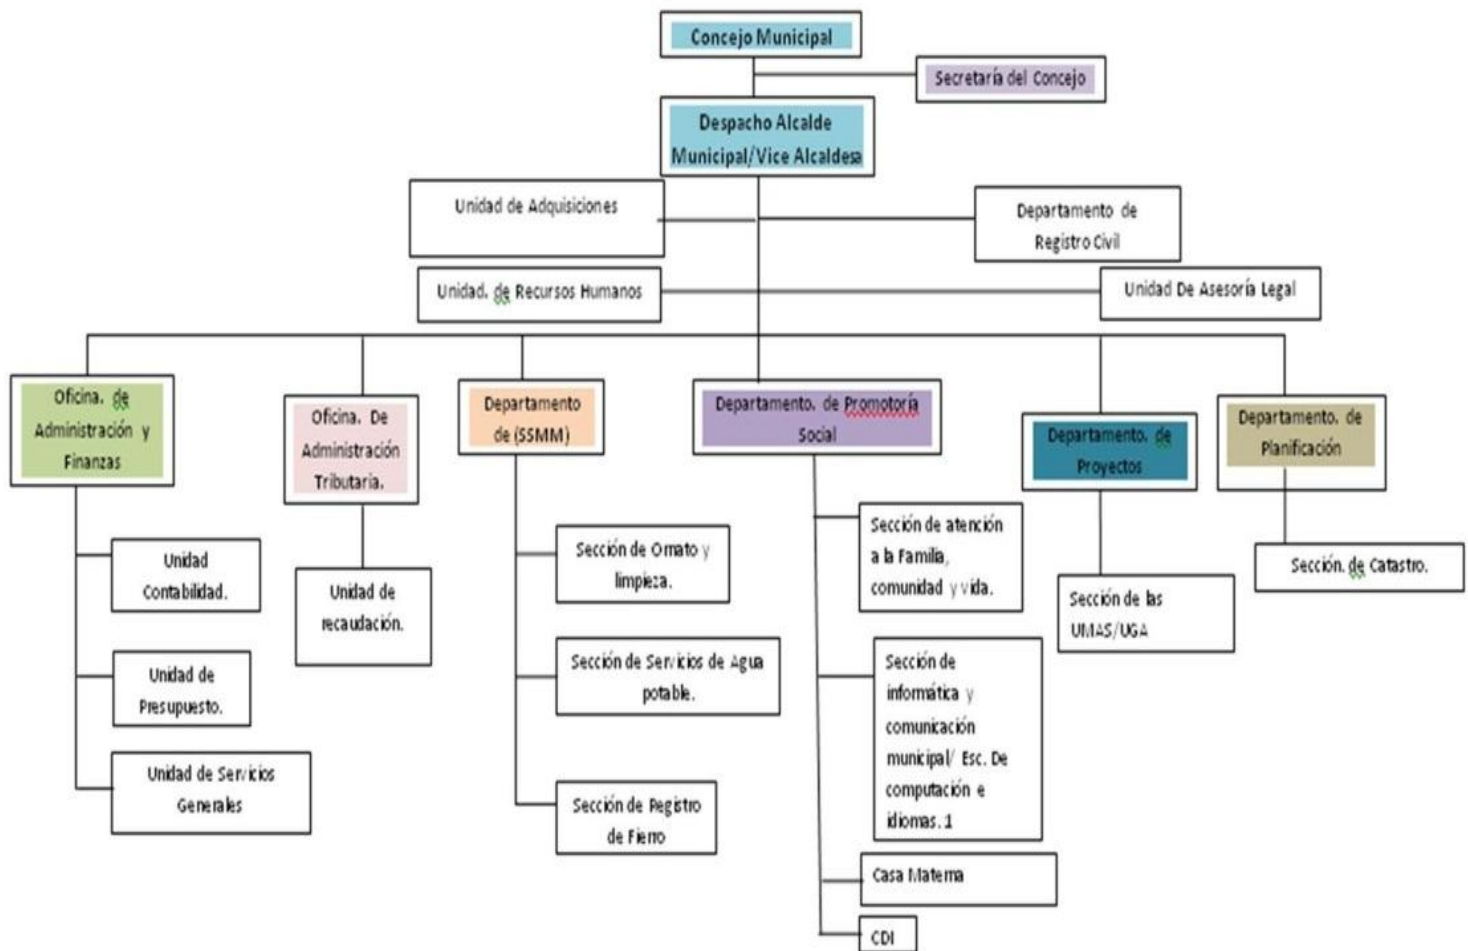 Concejo Municipal
Secretaría del Concejo
Despacho Alcalde
Municipal/Vice Alcaldesa
Unidad de Adquisiciones
Departamento de
Registro Civil
Unidad. de Recursos Humanos
Unidad De Asesoría Legal
Oficina. de
Administración y
Finanzas
Oficina. De
Administración
Tributaria.
Departamento
de (SSMM)
Departamento. de Promotoría
Social
Departamento. de
Proyectos
Departamento. de
Planificación
Unidad
Contabilidad.
Unidad de
Presupuesto.
Unidad de Servicios
Generales
Unidad de
recaudación.
Sección de Ornato y
limpieza.
Sección de Servicios de Agua
potable.
Sección de Registro
de Fierro
Sección de atención
a la Familia,
comunidad y vida.
Sección de
informática y
comunicación
municipal/ Esc. De
computación e
idiomas. 1
Casa Materna
CDI
Sección de las
UMAS/UGA
Sección. de Catastro.